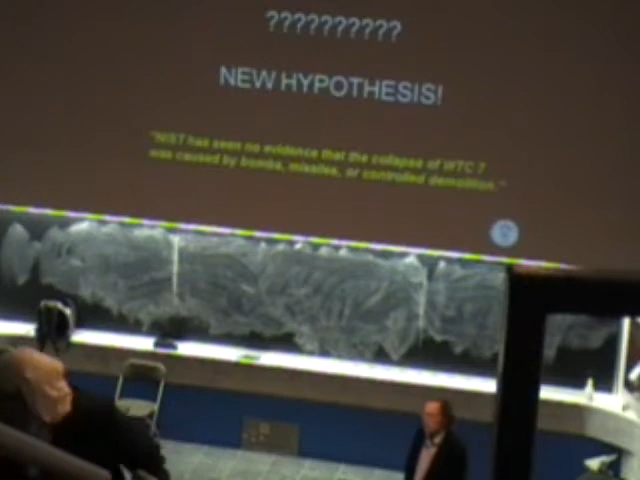 ??????????
NEW HYPOTHESIS!
"NIST has seen no evidence that the collapse of WTC 7
was caused by bombs, missiles, or controlled demolition."